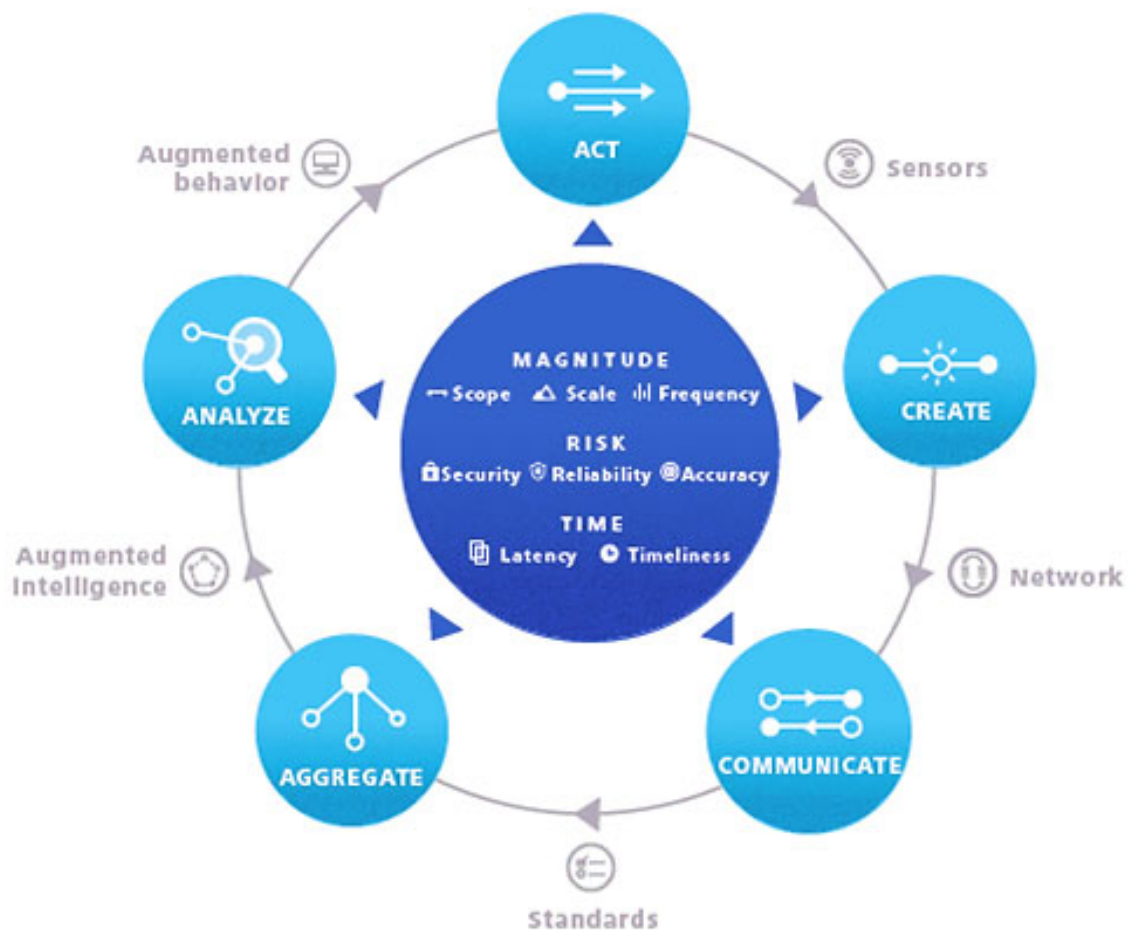 ACT
Augmented
behavior
Sensors
ANALYZE
CREATE
MAGNITUDE
Scope Scale Frequency
RISK
Security Reliability Accuracy
TIME
Latency Timeliness
Augmented
Intelligence
Network
AGGREGATE
COMMUNICATE
Standards